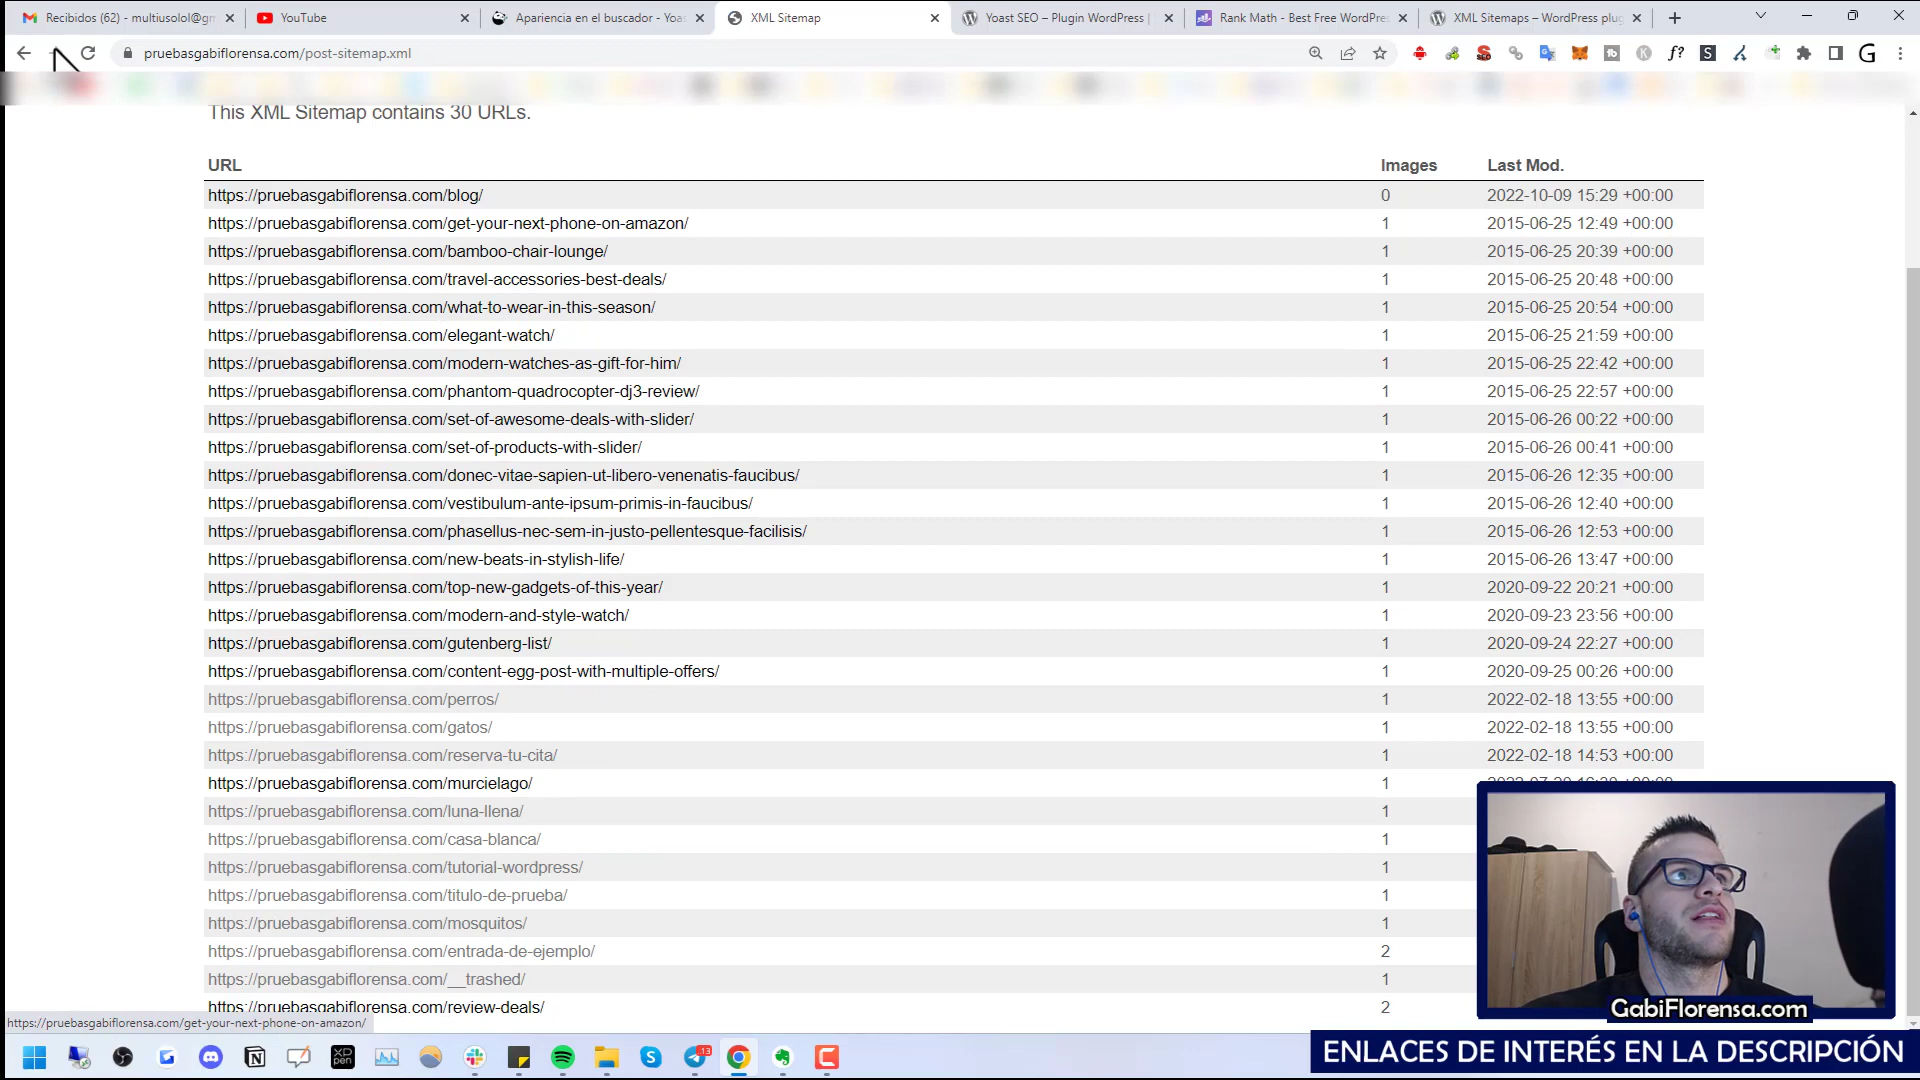 Recibidos (62) - multiusolol@gm
YouTube
Apariencia en el buscador - Yoas
XML Sitemap
Yoast SEO – Plugin WordPress |
Rank Math - Best Free WordPres
XML Sitemaps – WordPress plug
pruebasgabiflorensa.com/post-sitemap.xml
This XML Sitemap contains 30 URLs.
URL Images Last Mod.
https://pruebasgabiflorensa.com/blog/ 0 2022-10-09 15:29 +00:00
https://pruebasgabiflorensa.com/get-your-next-phone-on-amazon/ 1 2015-06-25 12:49 +00:00
https://pruebasgabiflorensa.com/bamboo-chair-lounge/ 1 2015-06-25 20:39 +00:00
https://pruebasgabiflorensa.com/travel-accessories-best-deals/ 1 2015-06-25 20:48 +00:00
https://pruebasgabiflorensa.com/what-to-wear-in-this-season/ 1 2015-06-25 20:54 +00:00
https://pruebasgabiflorensa.com/elegant-watch/ 1 2015-06-25 21:59 +00:00
https://pruebasgabiflorensa.com/modern-watches-as-gift-for-him/ 1 2015-06-25 22:42 +00:00
https://pruebasgabiflorensa.com/phantom-quadrocopter-dj3-review/ 1 2015-06-25 22:57 +00:00
https://pruebasgabiflorensa.com/set-of-awesome-deals-with-slider/ 1 2015-06-26 00:22 +00:00
https://pruebasgabiflorensa.com/set-of-products-with-slider/ 1 2015-06-26 00:41 +00:00
https://pruebasgabiflorensa.com/donec-vitae-sapien-ut-libero-venenatis-faucibus/ 1 2015-06-26 12:35 +00:00
https://pruebasgabiflorensa.com/vestibulum-ante-ipsum-primis-in-faucibus/ 1 2015-06-26 12:40 +00:00
https://pruebasgabiflorensa.com/phasellus-nec-sem-in-justo-pellentesque-facilisis/ 1 2015-06-26 12:53 +00:00
https://pruebasgabiflorensa.com/new-beats-in-stylish-life/ 1 2015-06-26 13:47 +00:00
https://pruebasgabiflorensa.com/top-new-gadgets-of-this-year/ 1 2020-09-22 20:21 +00:00
https://pruebasgabiflorensa.com/modern-and-style-watch/ 1 2020-09-23 23:56 +00:00
https://pruebasgabiflorensa.com/gutenberg-list/ 1 2020-09-24 22:27 +00:00
https://pruebasgabiflorensa.com/content-egg-post-with-multiple-offers/ 1 2020-09-25 00:26 +00:00
https://pruebasgabiflorensa.com/perros/ 1 2022-02-18 13:55 +00:00
https://pruebasgabiflorensa.com/gatos/ 1 2022-02-18 13:55 +00:00
https://pruebasgabiflorensa.com/reserva-tu-cita/ 1 2022-02-18 14:53 +00:00
https://pruebasgabiflorensa.com/murcielago/ 1
https://pruebasgabiflorensa.com/luna-llena/ 1
https://pruebasgabiflorensa.com/casa-blanca/ 1
https://pruebasgabiflorensa.com/tutorial-wordpress/ 1
https://pruebasgabiflorensa.com/titulo-de-prueba/ 1
https://pruebasgabiflorensa.com/mosquitos/ 1
https://pruebasgabiflorensa.com/entrada-de-ejemplo/ 2
https://pruebasgabiflorensa.com/__trashed/ 1
https://pruebasgabiflorensa.com/review-deals/ 2
https://pruebasgabiflorensa.com/get-your-next-phone-on-amazon/
GabiFlorensa.com
ENLACES DE INTERÉS EN LA DESCRIPCIÓN